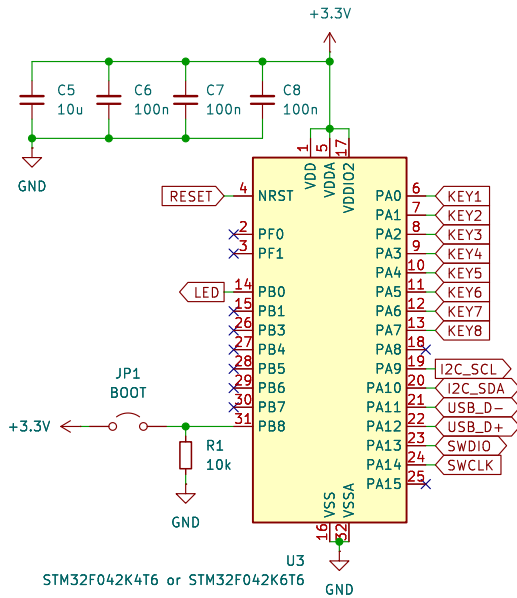 +3.3V
C5
10u
C6
100n
C7
100n
C8
100n
GND
1
5
17
VDD
VDDA
VDDIO2
RESET 4 NRST
PA0 6 KEY1
PA1 7 KEY2
2 PF0
PA2 8 KEY3
3 PF1
PA3 9 KEY4
PA4 10 KEY5
LED 14 PB0
PA5 11 KEY6
15 PB1
PA6 12 KEY7
26 PB3
PA7 13 KEY8
27 PB4
PA8 18
28 PB5
PA9 19 I2C_SCL
29 PB6
PA10 20 I2C_SDA
30 PB7
PA11 21 USB_D-
31 PB8
PA12 22 USB_D+
PA13 23 SWDIO
PA14 24 SWCLK
PA15 25
JP1
BOOT
+3.3V
R1
10k
GND
VSS
VSSA
16
32
U3
STM32F042K4T6 or STM32F042K6T6
GND